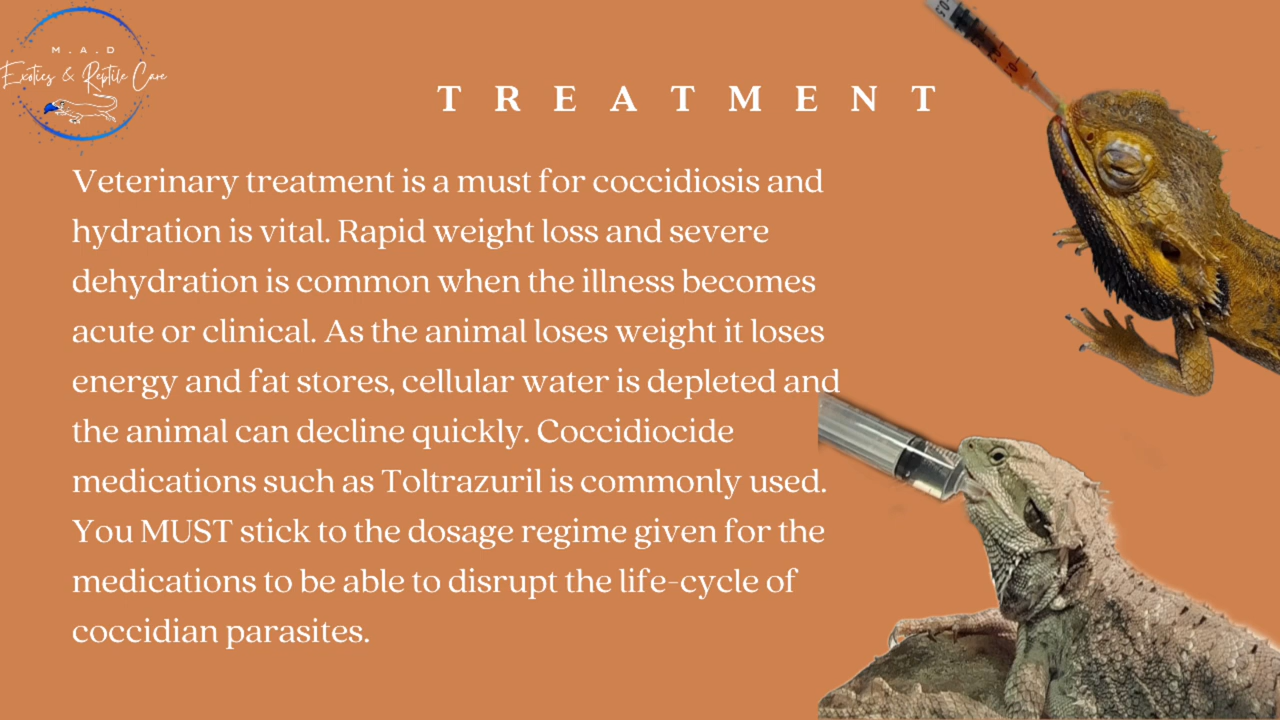 M.A.D
Exotics & Reptile Care
TREATMENT
Veterinary treatment is a must for coccidiosis and
hydration is vital. Rapid weight loss and severe
dehydration is common when the illness becomes
acute or clinical. As the animal loses weight it loses
energy and fat stores, cellular water is depleted and
the animal can decline quickly. Coccidiocide
medications such as Toltrazuril is commonly used.
You MUST stick to the dosage regime given for the
medications to be able to disrupt the life-cycle of
coccidian parasites.